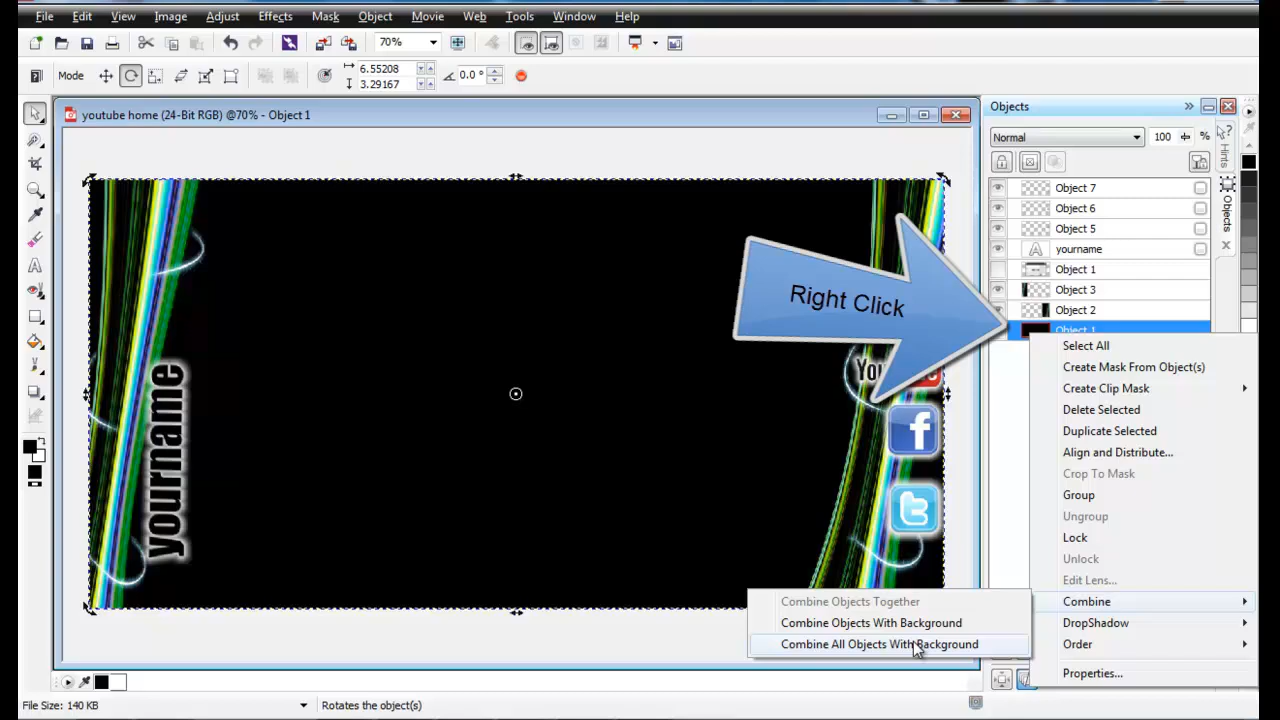 File Edit View Image Adjust Effects Mask Object Movie Web Tools Window Help
70%
Mode
6.55208
3.29167
0.0 °
youtube home (24-Bit RGB) @70% - Object 1
Objects
Normal
100 %
Hints
Objects
Object 7
Object 6
Object 5
yourname
Object 1
Object 3
Object 2
Object 1
Right Click
yourname
Select All
Create Mask From Object(s)
Create Clip Mask
Delete Selected
Duplicate Selected
Align and Distribute...
Crop To Mask
Group
Ungroup
Lock
Unlock
Edit Lens...
Combine
DropShadow
Order
Properties...
Combine Objects Together
Combine Objects With Background
Combine All Objects With Background
File Size: 140 KB
Rotates the object(s)